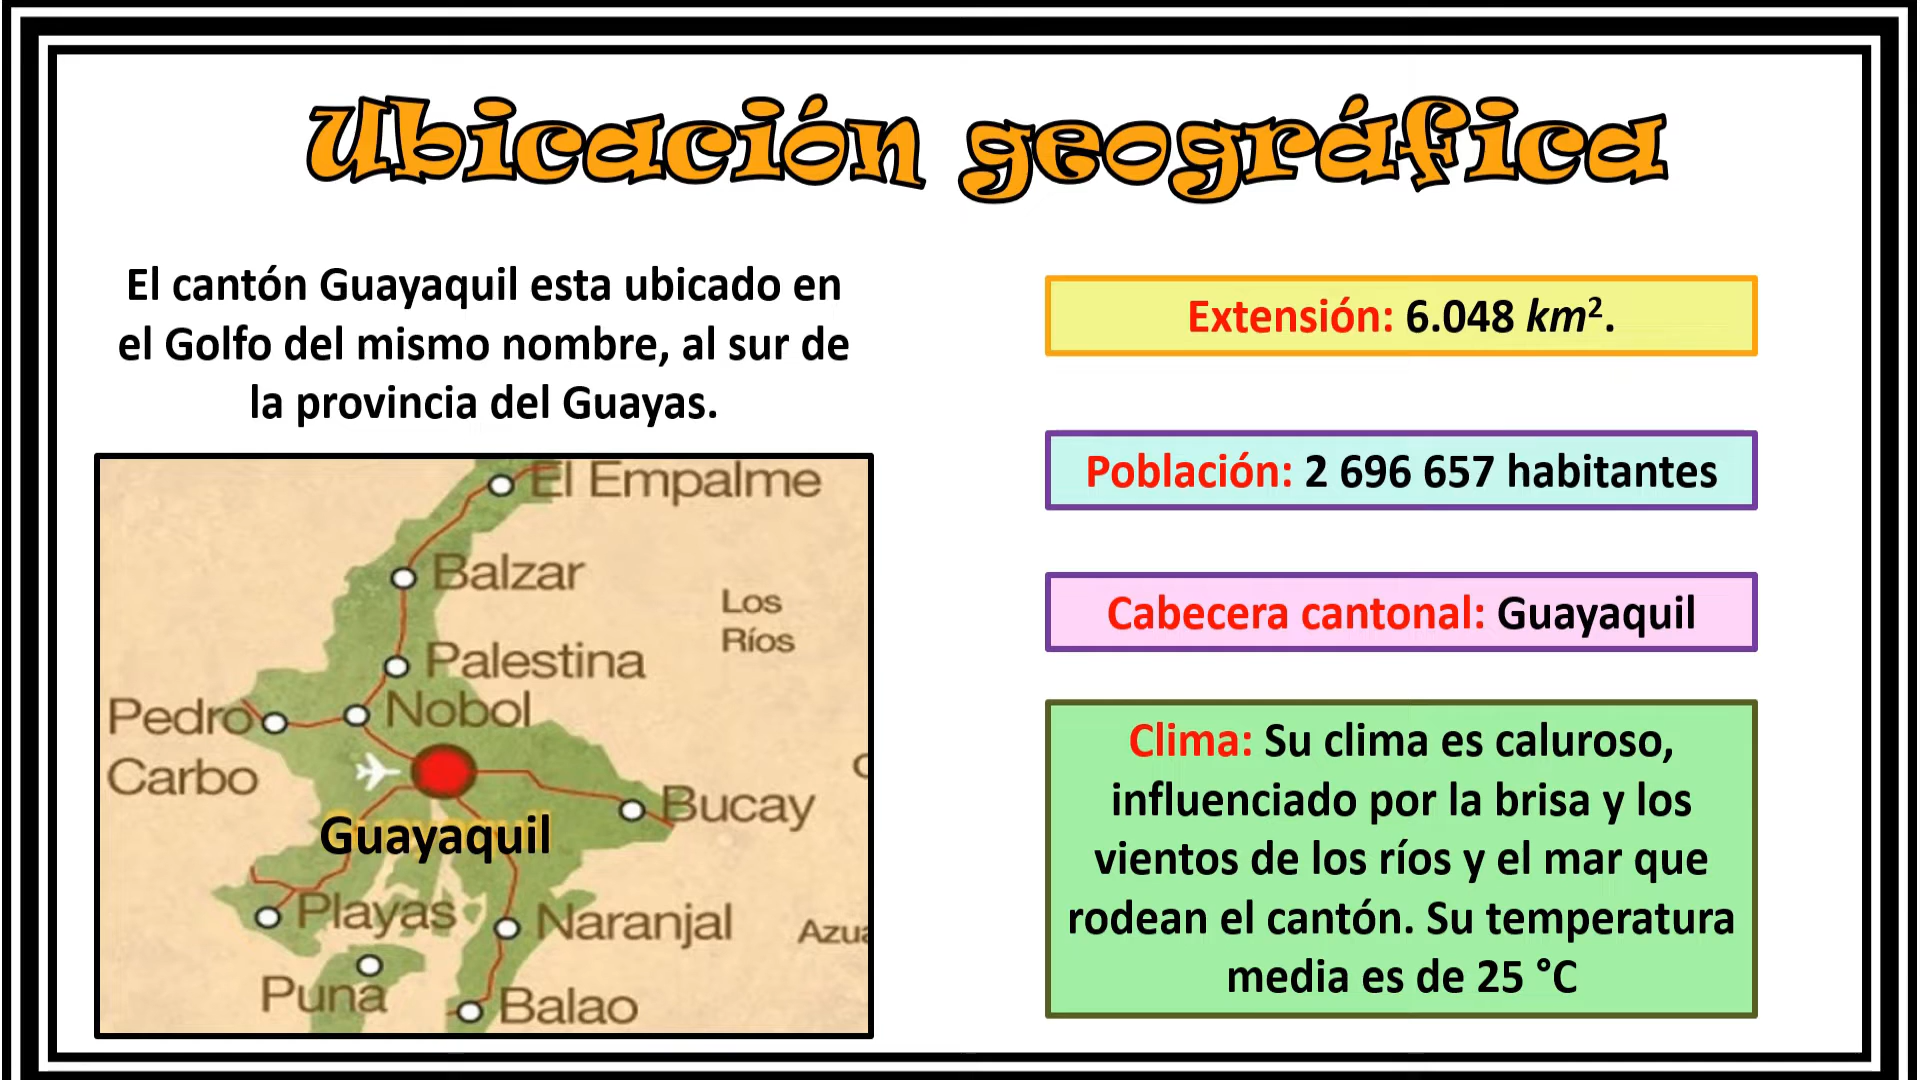 Ubicación geográfica
El cantón Guayaquil esta ubicado en
el Golfo del mismo nombre, al sur de
la provincia del Guayas.
El Empalme
Balzar
Los
Ríos
Palestina
Nobol
Pedro
Carbo
Bucay
Guayaquil
Playas
Naranjal
Azua
Puná
Balao
Extensión: 6.048 km².
Población: 2 696 657 habitantes
Cabecera cantonal: Guayaquil
Clima: Su clima es caluroso,
influenciado por la brisa y los
vientos de los ríos y el mar que
rodean el cantón. Su temperatura
media es de 25 °C